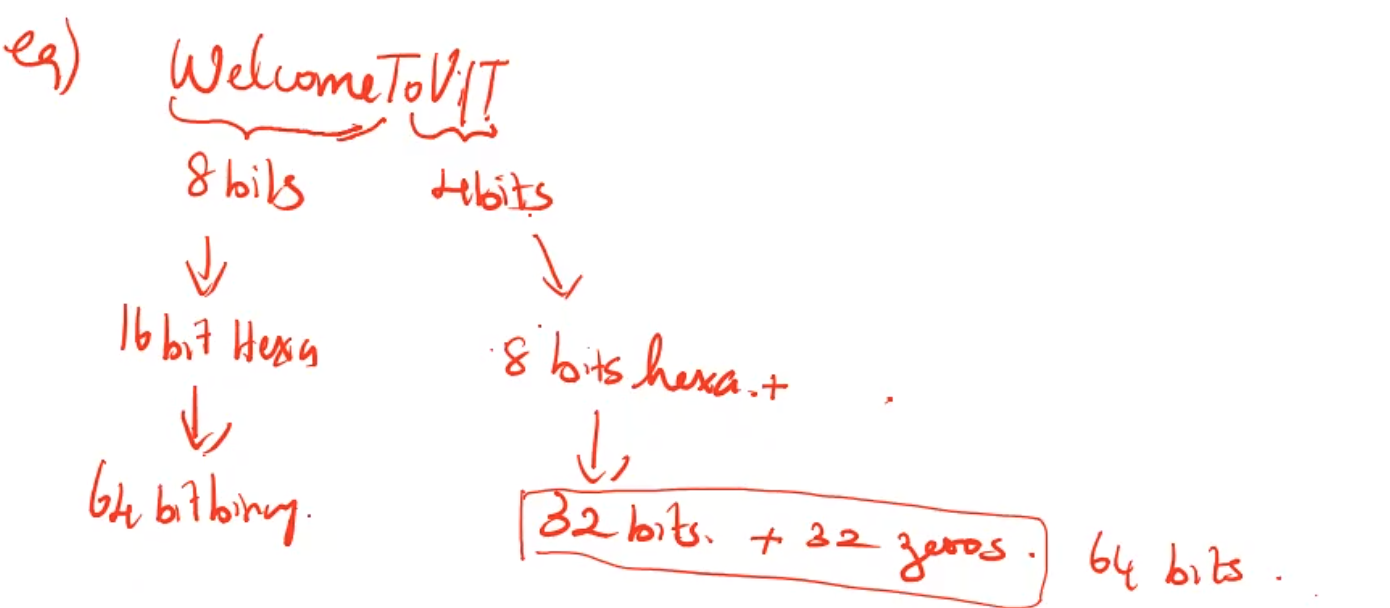 eg) WelcomeToVIT
8 bits 4bits
16 bit Hexa
8 bits hexa.+
64 bit binary.
32 bits. + 32 zeros. 64 bits.